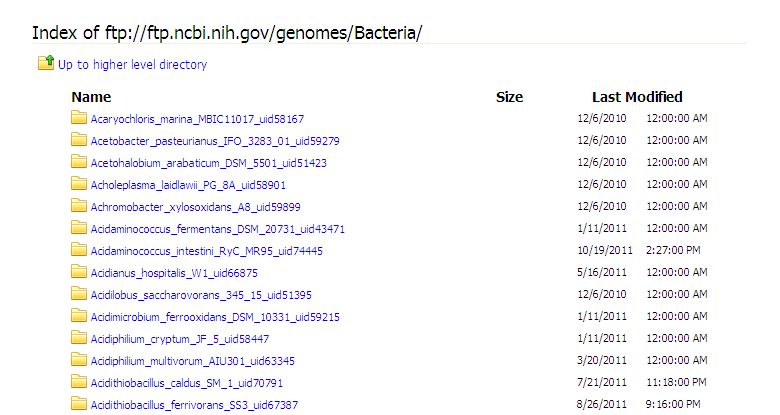 Index of ftp://ftp.ncbi.nih.gov/genomes/Bacteria/
Up to higher level directory
Name Size Last Modified
Acaryochloris_marina_MBIC11017_uid58167 12/6/2010 12:00:00 AM
Acetobacter_pasteurianus_IFO_3283_01_uid59279 12/6/2010 12:00:00 AM
Acetohalobium_arabaticum_DSM_5501_uid51423 12/6/2010 12:00:00 AM
Acholeplasma_laidlawii_PG_8A_uid58901 12/6/2010 12:00:00 AM
Achromobacter_xylosoxidans_A8_uid59899 12/6/2010 12:00:00 AM
Acidaminococcus_fermentans_DSM_20731_uid43471 1/11/2011 12:00:00 AM
Acidaminococcus_intestini_RyC_MR95_uid74445 10/19/2011 2:27:00 PM
Acidianus_hospitalis_W1_uid66875 5/16/2011 12:00:00 AM
Acidilobus_saccharovorans_345_15_uid51395 12/6/2010 12:00:00 AM
Acidimicrobium_ferrooxidans_DSM_10331_uid59215 1/11/2011 12:00:00 AM
Acidiphilium_cryptum_JF_5_uid58447 1/11/2011 12:00:00 AM
Acidiphilium_multivorum_AIU301_uid63345 3/20/2011 12:00:00 AM
Acidithiobacillus_caldus_SM_1_uid70791 7/21/2011 11:18:00 PM
Acidithiobacillus_ferrivorans_SS3_uid67387 8/26/2011 9:16:00 PM